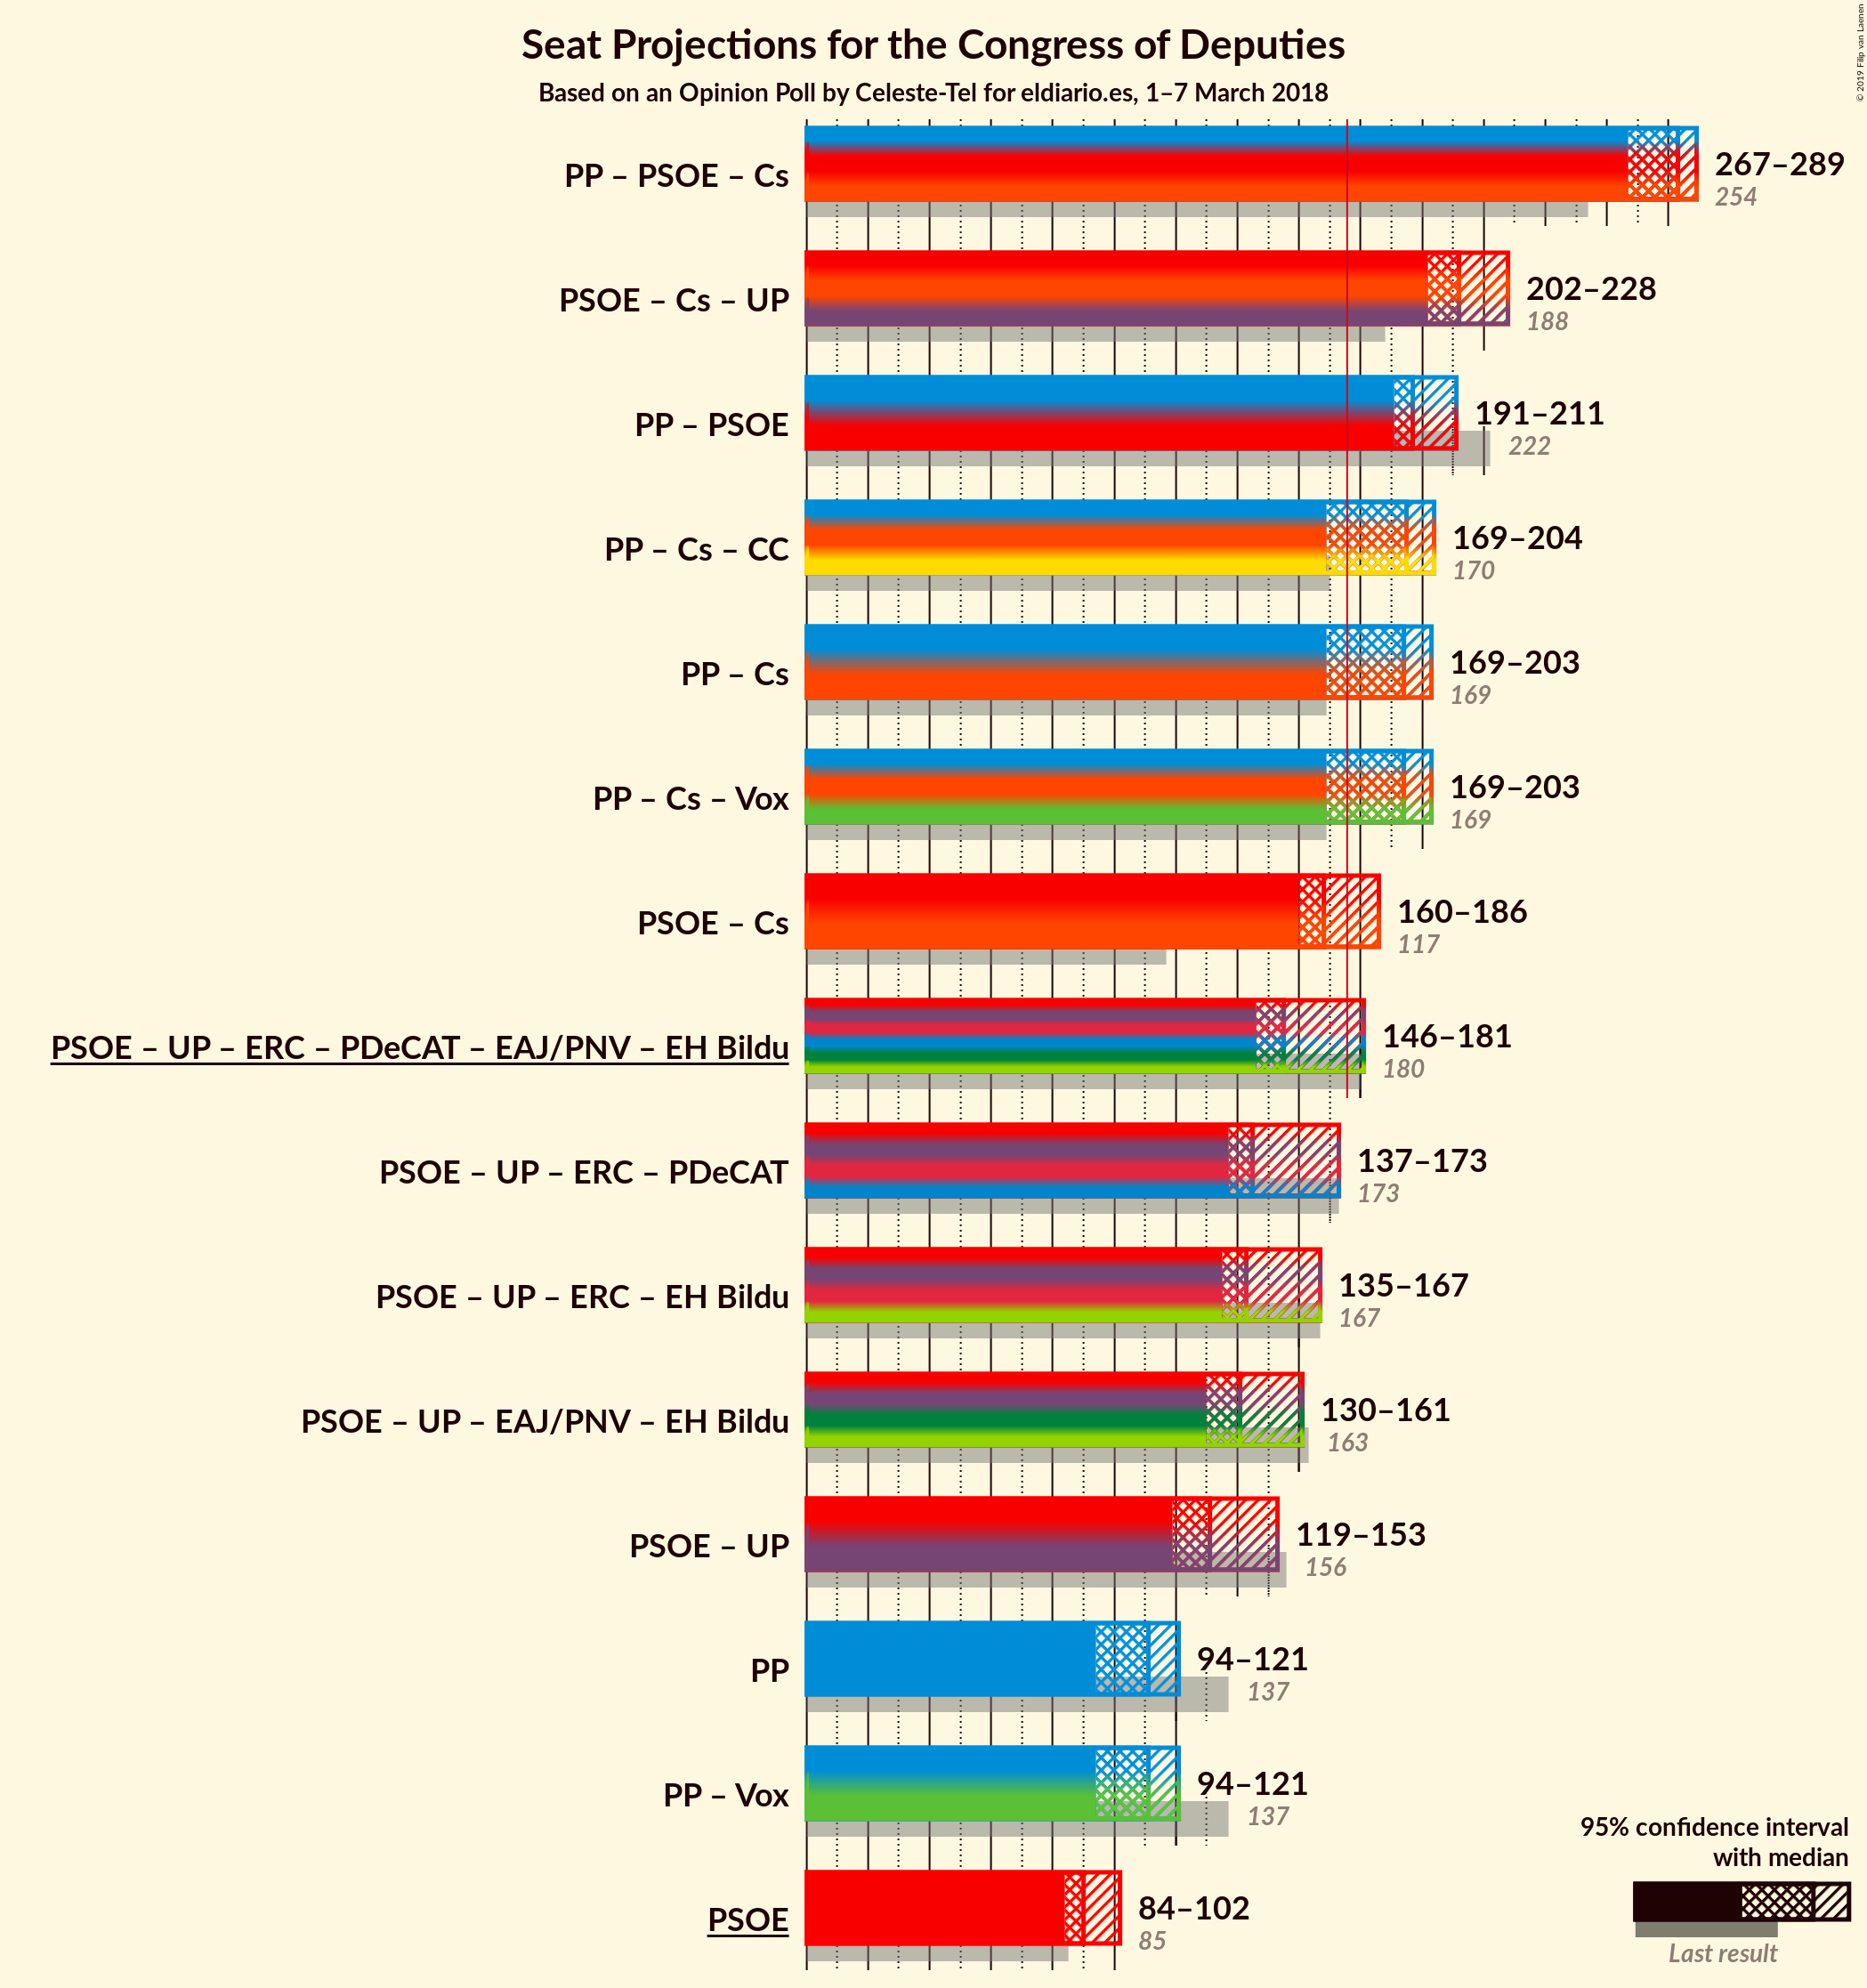 Seat Projections for the Congress of Deputies
Based on an Opinion Poll by Celeste-Tel for eldiario.es, 1–7 March 2018
© 2019 Filip van Laenen
PP – PSOE – Cs
267–289
254
PSOE – Cs – UP
202–228
188
PP – PSOE
191–211
222
PP – Cs – CC
169–204
170
PP – Cs
169–203
169
PP – Cs – Vox
169–203
169
PSOE – Cs
160–186
117
PSOE – UP – ERC – PDeCAT – EAJ/PNV – EH Bildu
146–181
180
PSOE – UP – ERC – PDeCAT
137–173
173
PSOE – UP – ERC – EH Bildu
135–167
167
PSOE – UP – EAJ/PNV – EH Bildu
130–161
163
PSOE – UP
119–153
156
PP
94–121
137
PP – Vox
94–121
137
PSOE
84–102
85
95% confidence interval
with median
Last result